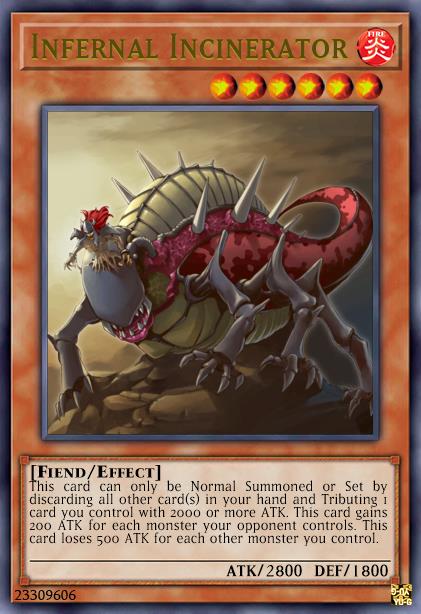 INFERNAL INCINERATOR
FIRE
炎
[FIEND/EFFECT]
This card can only be Normal Summoned or Set by
discarding all other card(s) in your hand and Tributing 1
card you control with 2000 or more ATK. This card gains
200 ATK for each monster your opponent controls. This
card loses 500 ATK for each other monster you control.
ATK/2800 DEF/1800
23309606